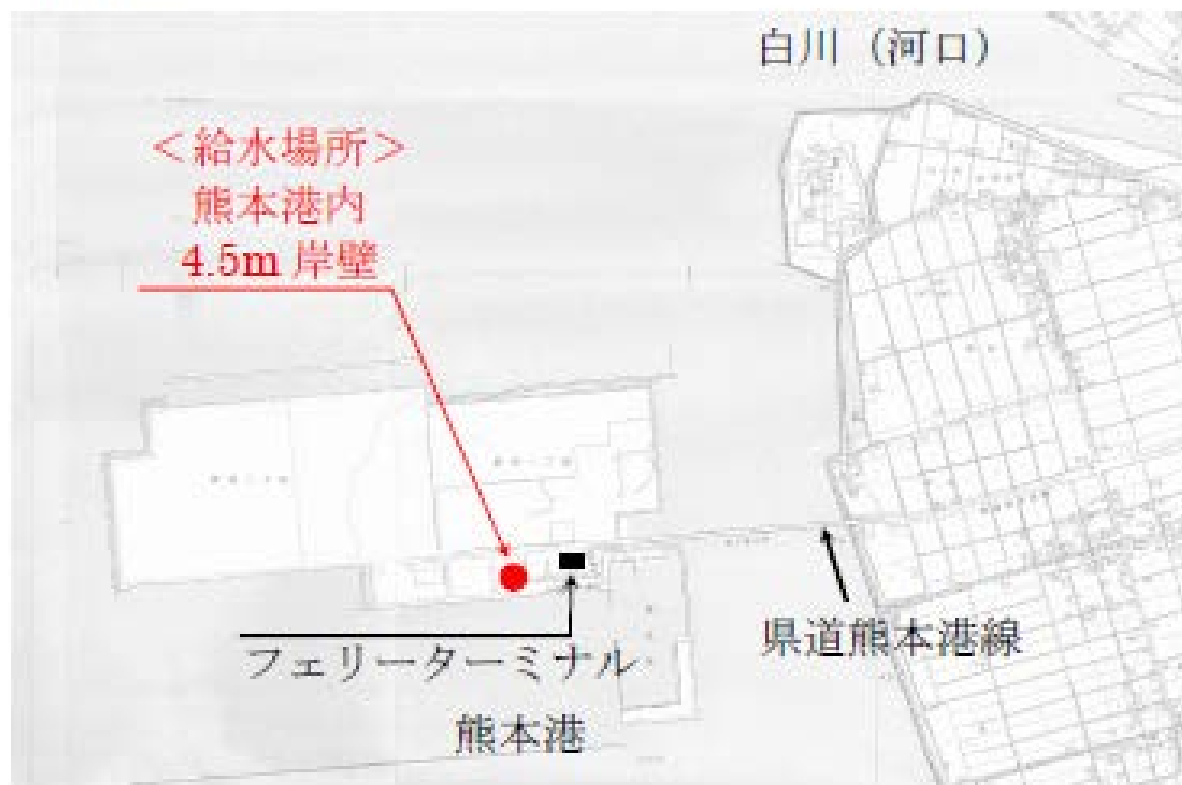 白川（河口）
＜給水場所＞
熊本港内
4.5m 岸壁
フェリーターミナル
県道熊本港線
熊本港